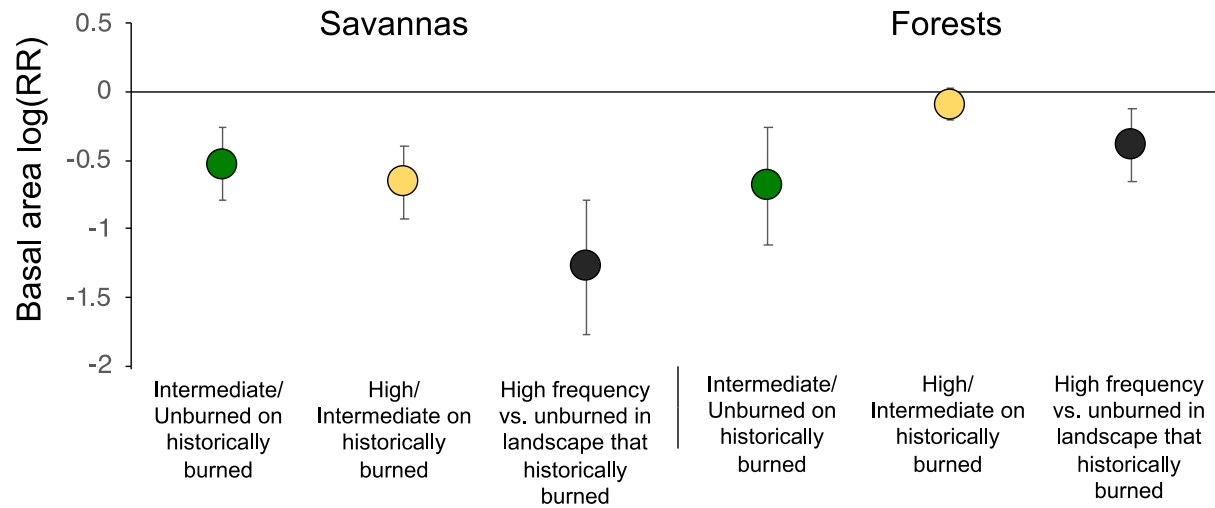 Savannas
Forests
Basal area log(RR)
0.5
0
-0.5
-1
-1.5
-2
Intermediate/
Unburned on
historically
burned
High/
Intermediate on
historically
burned
High frequency
vs. unburned in
landscape that
historically
burned
Intermediate/
Unburned on
historically
burned
High/
Intermediate on
historically
burned
High frequency
vs. unburned in
landscape that
historically
burned